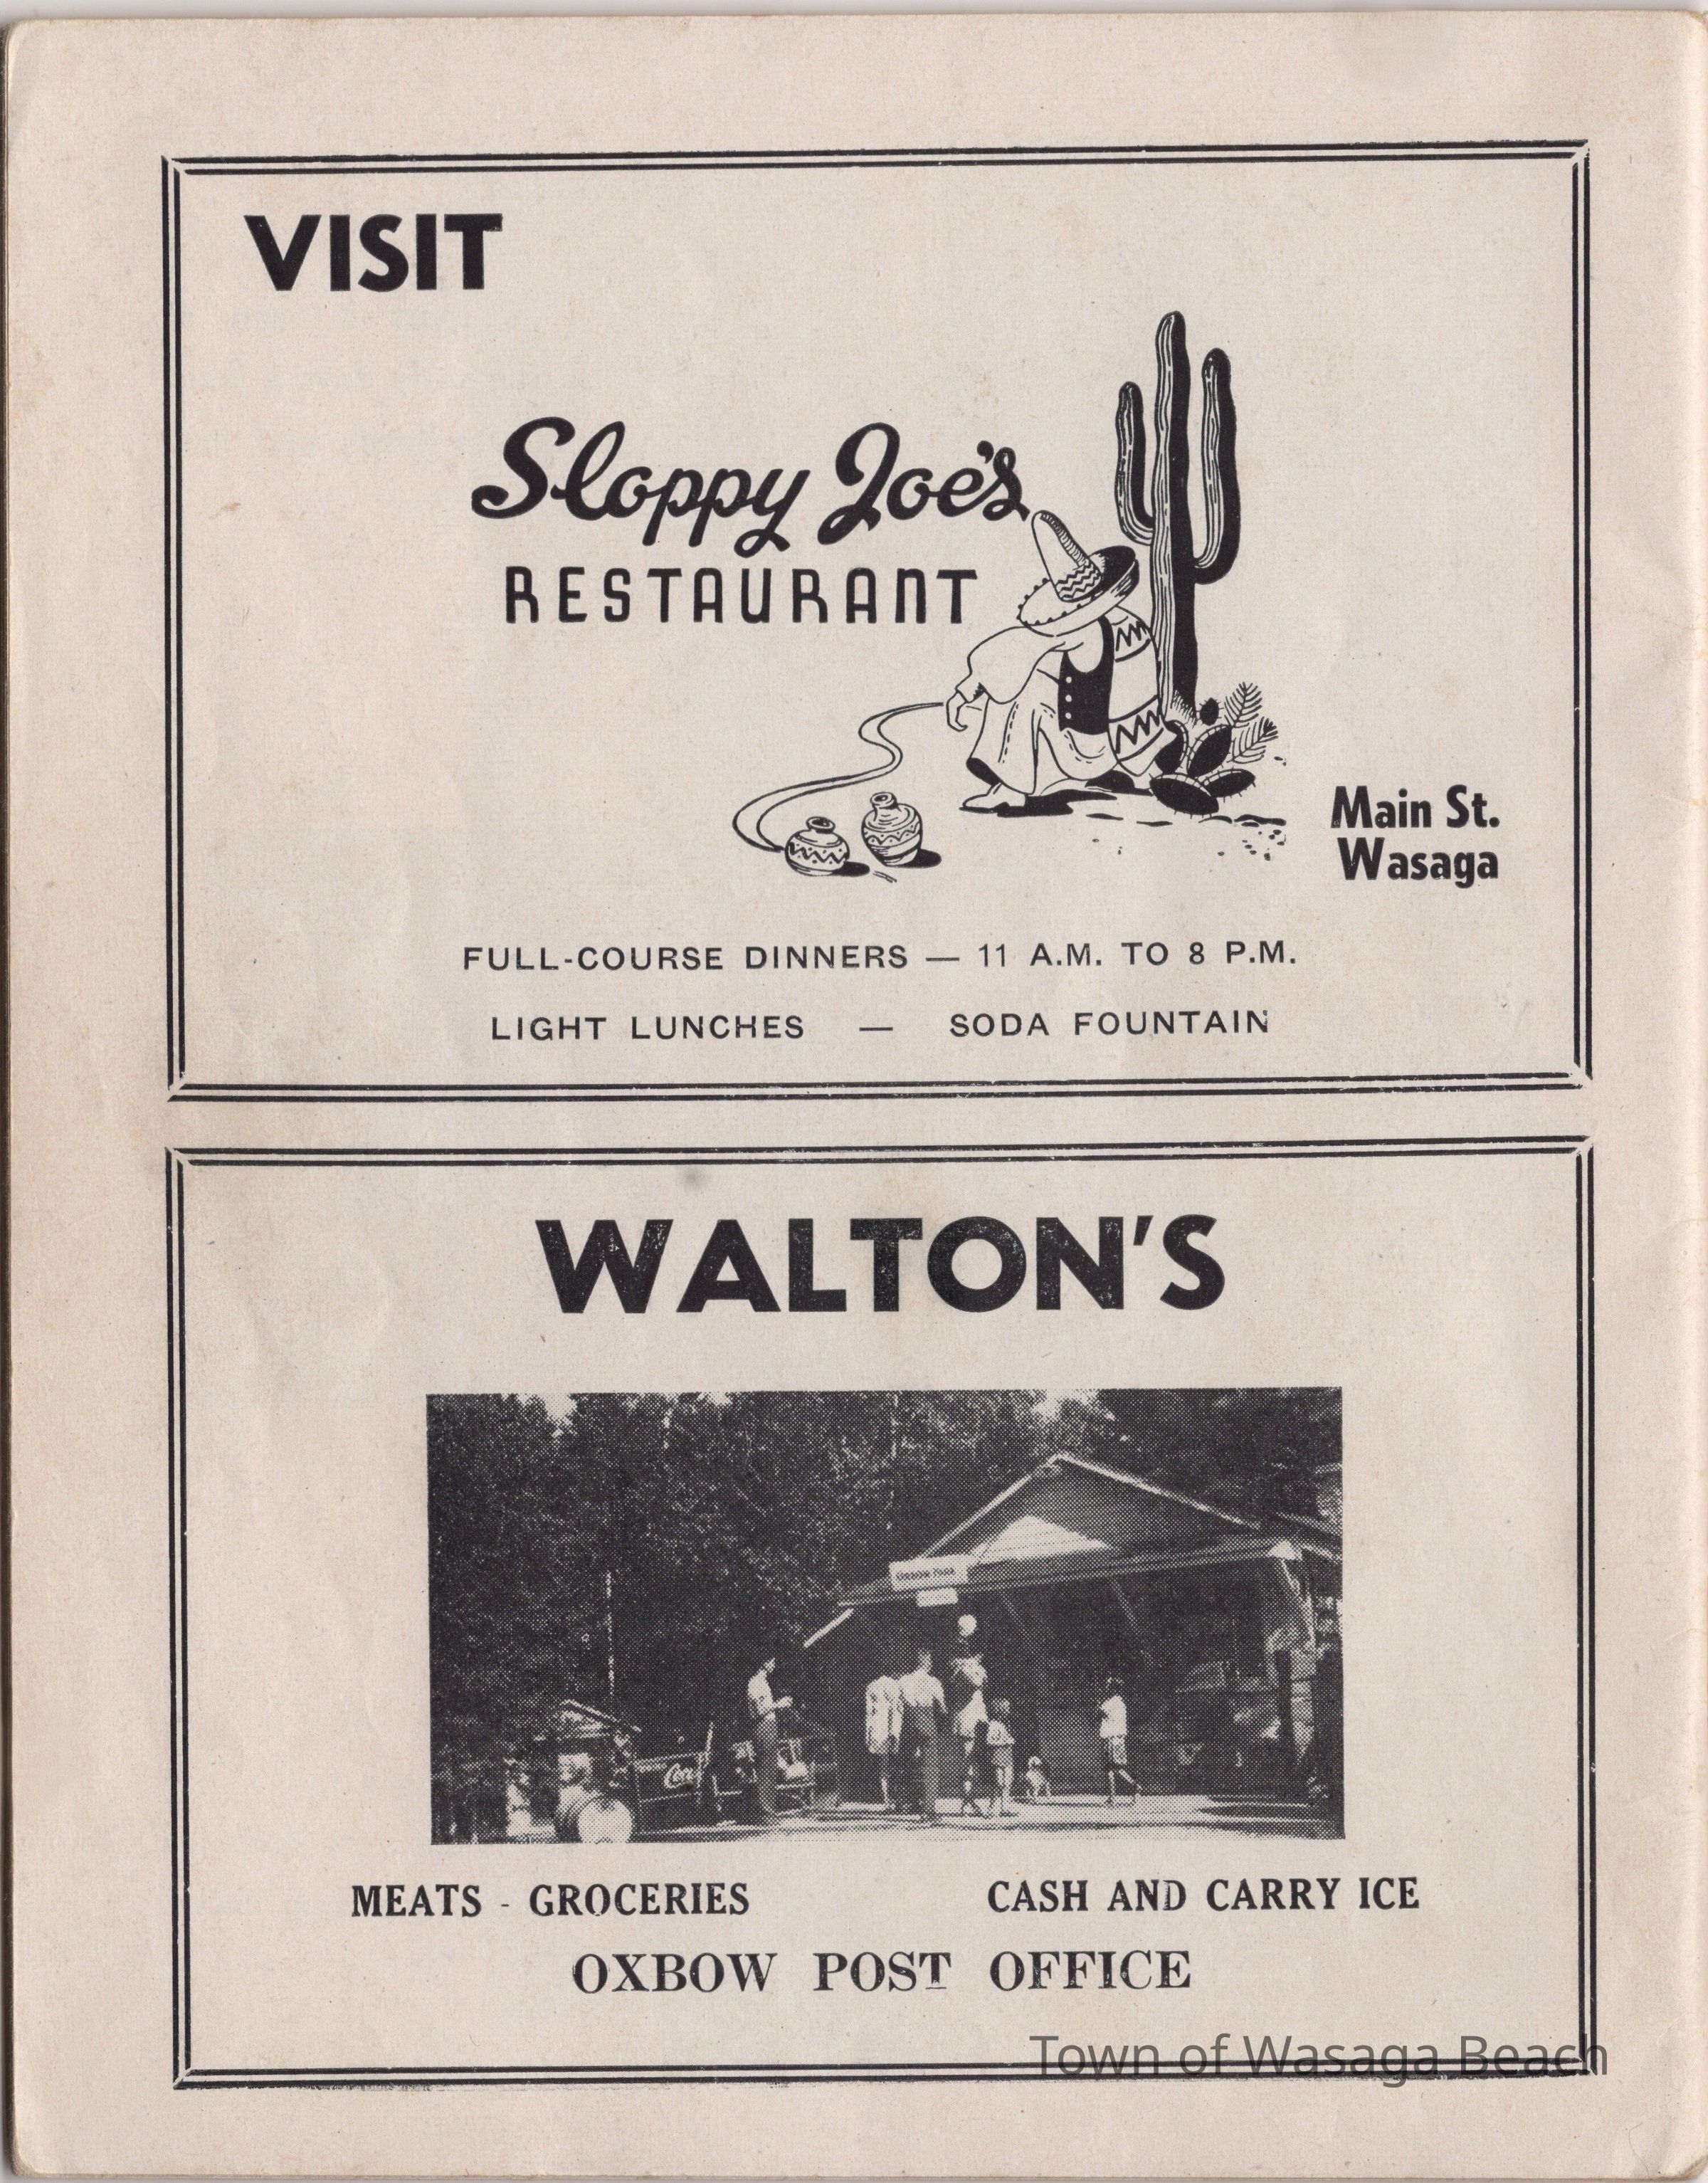 VISIT
Sloppy Joe's
RESTAURANT
Main St.
Wasaga
FULL-COURSE DINNERS — 11 A.M. TO 8 P.M.
LIGHT LUNCHES — SODA FOUNTAIN
WALTON'S
Coca
MEATS - GROCERIES CASH AND CARRY ICE
OXBOW POST OFFICE
Town of Wasaga Beach